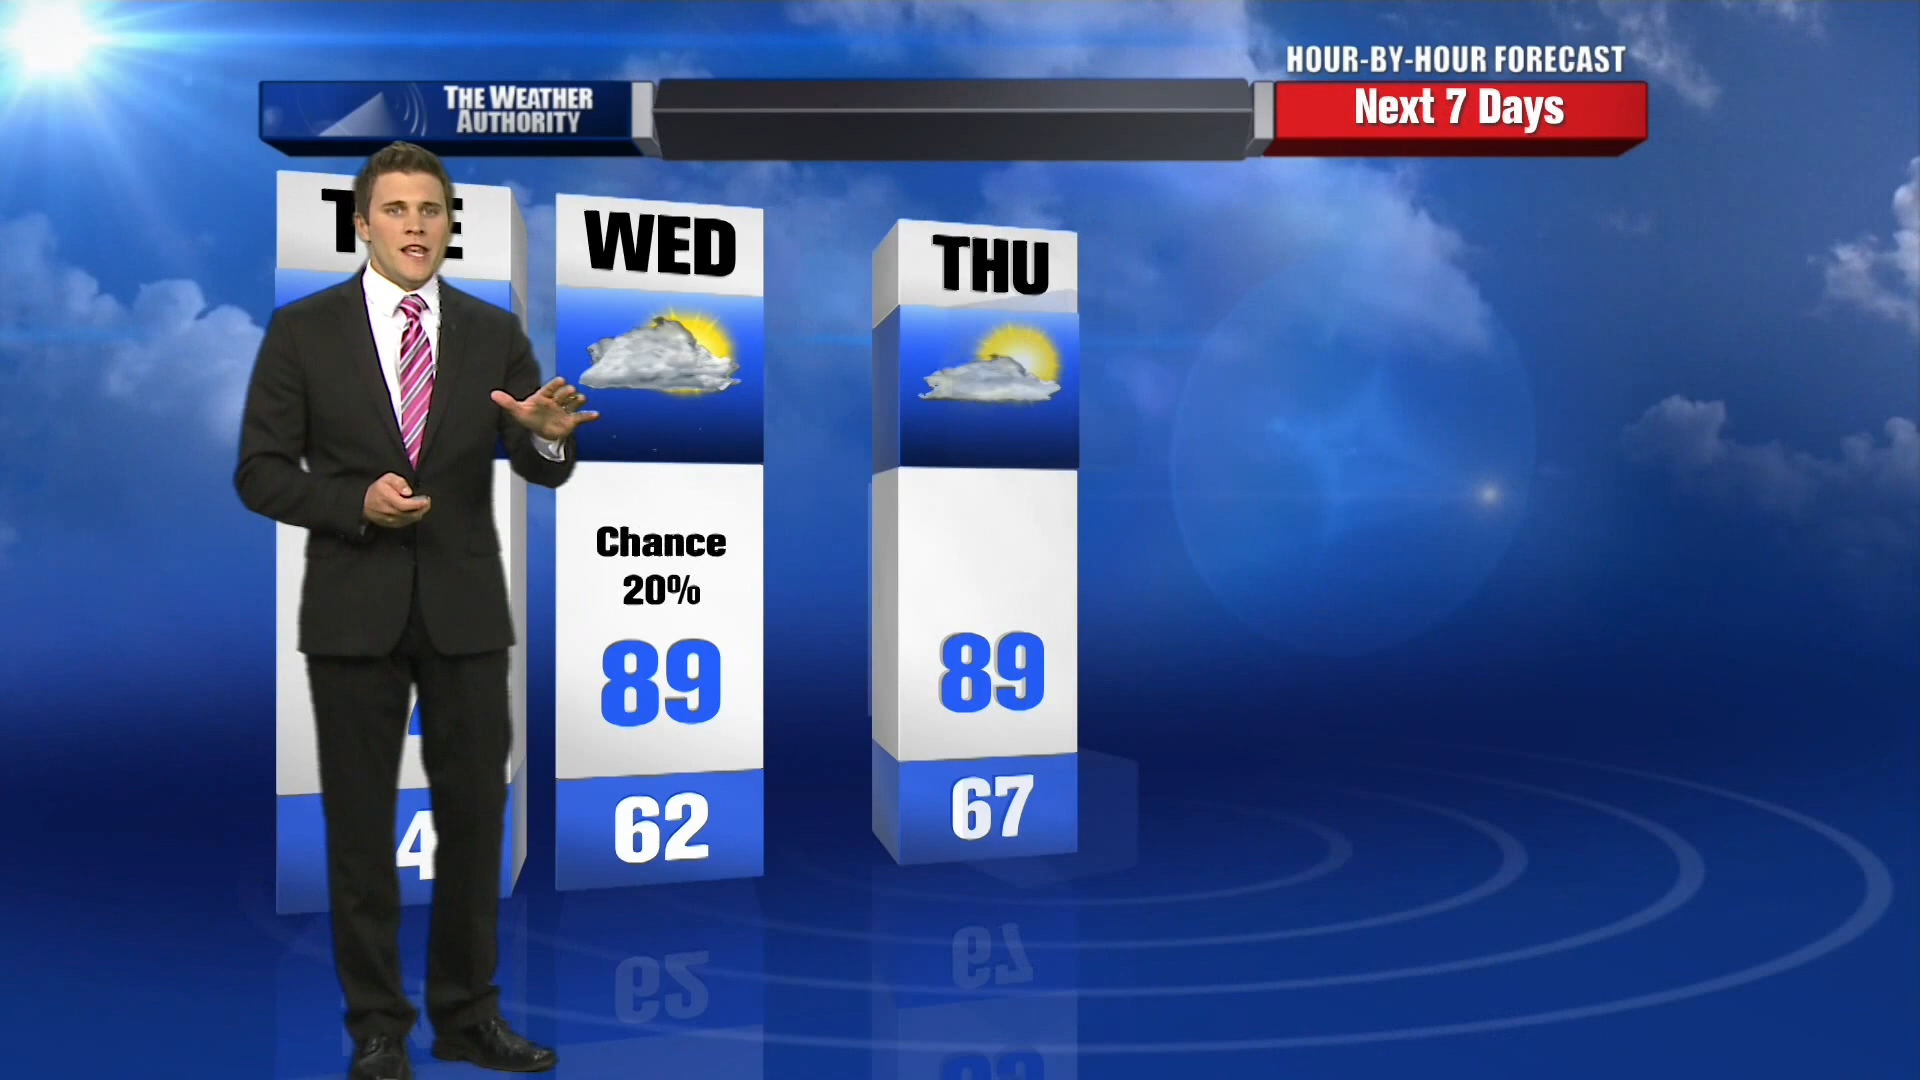 HOUR-BY-HOUR FORECAST
THE WEATHER
AUTHORITY
Next 7 Days
WED
THU
Chance
20%
89
89
62
67